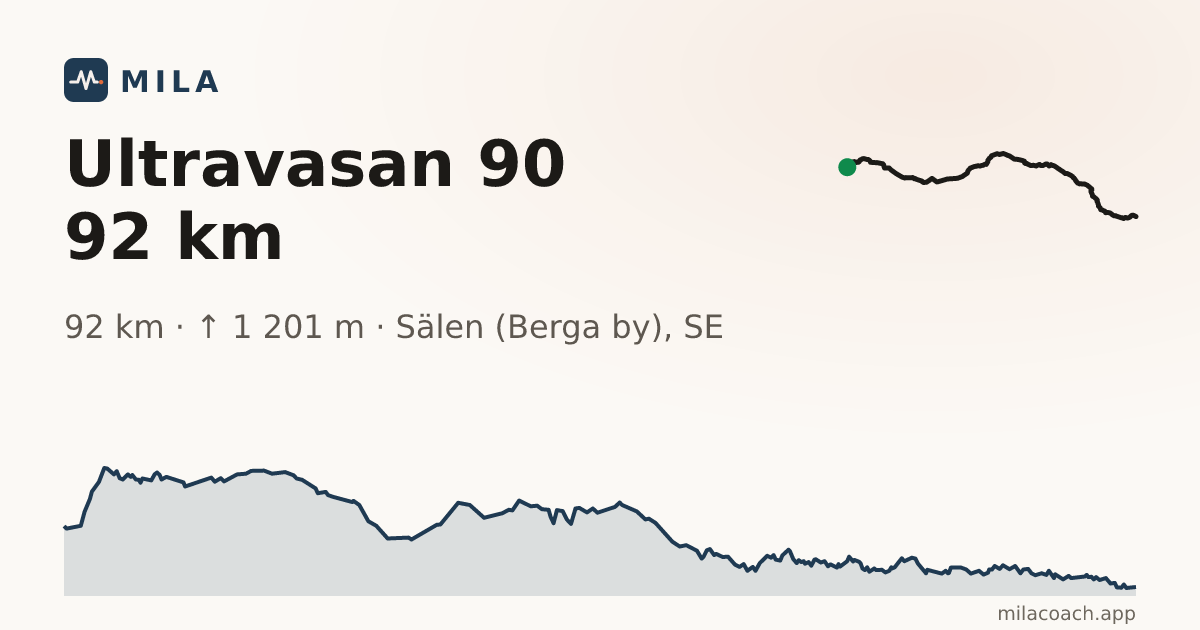 MILA
Ultravasan 90
92 km
92 km · ↑ 1 201 m · Sälen (Berga by), SE
milacoach.app